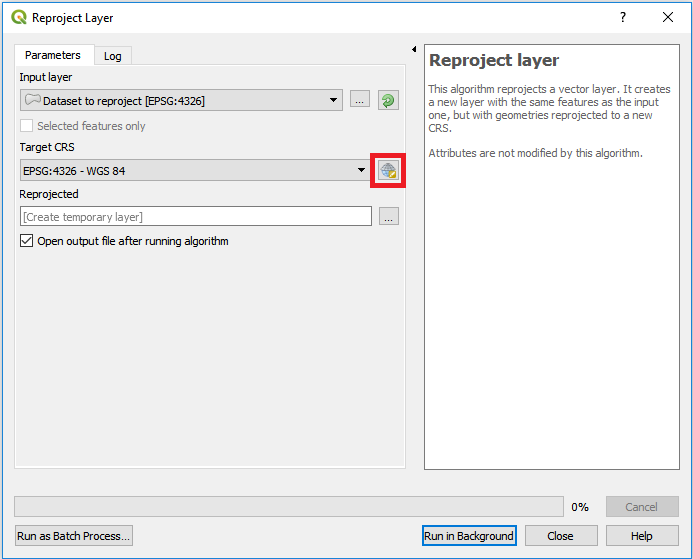 Reproject Layer
?
Parameters
Log
Input layer
Dataset to reproject [EPSG:4326]
...
Selected features only
Target CRS
EPSG:4326 - WGS 84
Reprojected
[Create temporary layer]
...
Open output file after running algorithm
Reproject layer
This algorithm reprojects a vector layer. It creates
a new layer with the same features as the input
one, but with geometries reprojected to a new
CRS.
Attributes are not modified by this algorithm.
0%
Cancel
Run as Batch Process...
Run in Background
Close
Help